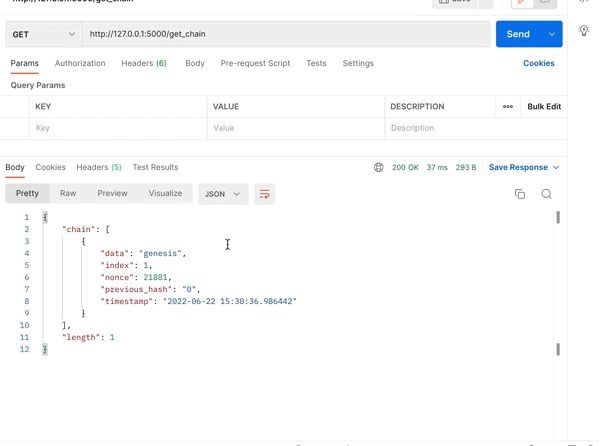 http://127.0.0.1:5000/get_chain
Save
GET http://127.0.0.1:5000/get_chain Send
Params Authorization Headers (6) Body Pre-request Script Tests Settings Cookies
Query Params
KEY VALUE DESCRIPTION ooo Bulk Edit
Key Value Description
Body Cookies Headers (5) Test Results 200 OK 37 ms 293 B Save Response
Pretty Raw Preview Visualize JSON
1 {
2 "chain": [
3 {
4 "data": "genesis",
5 "index": 1,
6 "nonce": 21881,
7 "previous_hash": "0",
8 "timestamp": "2022-06-22 15:30:36.986442"
9 }
10 ],
11 "length": 1
12 }